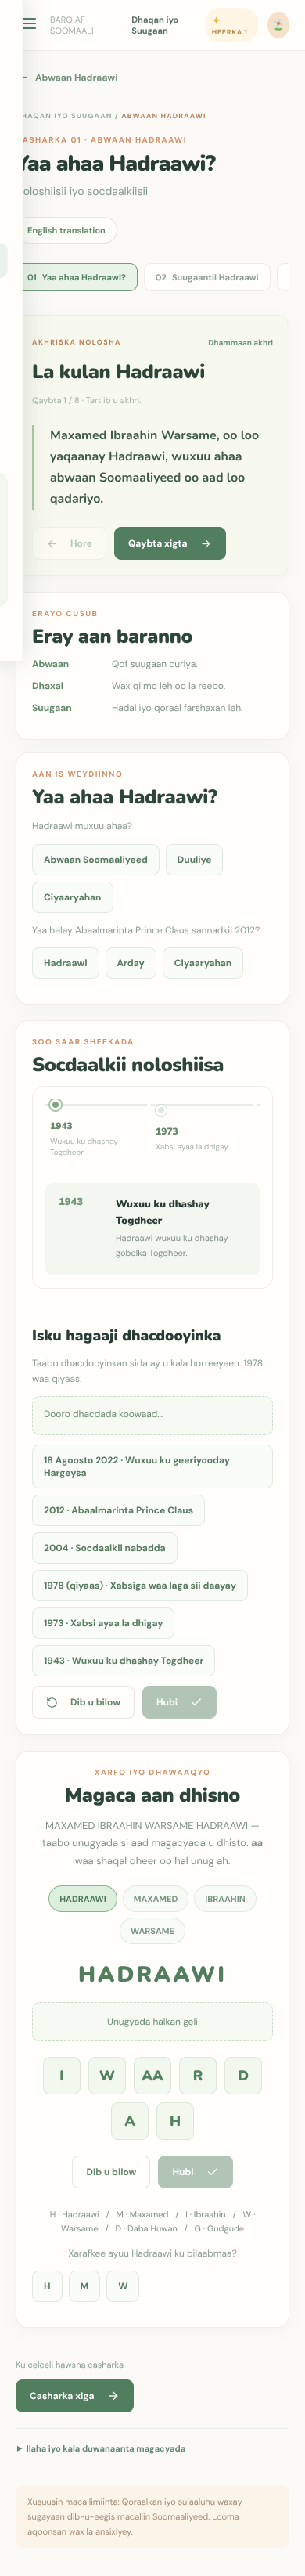 BARO AF-
SOOMAALI
Dhaqan iyo
Suugaan
HEERKA 1
Abwaan Hadraawi
HAQAN IYO SUUGAAN / ABWAAN HADRAAWI
ASHARKA 01 · ABWAAN HADRAAWI
Yaa ahaa Hadraawi?
oloshiisii iyo socdaalkiisii
English translation
01 Yaa ahaa Hadraawi?
02 Suugaantii Hadraawi
AKHRISKA NOLOSHA
Dhammaan akhri
La kulan Hadraawi
Qaybta 1 / 8 · Tartiib u akhri.
Maxamed Ibraahin Warsame, oo loo
yaqaanay Hadraawi, wuxuu ahaa
abwaan Soomaaliyeed oo aad loo
qadariyo.
Hore
Qaybta xigta
ERAYO CUSUB
Eray aan baranno
Abwaan Qof suugaan curiya.
Dhaxal Wax qiimo leh oo la reebo.
Suugaan Hadal iyo qoraal farshaxan leh.
AAN IS WEYDIINNO
Yaa ahaa Hadraawi?
Hadraawi muxuu ahaa?
Abwaan Soomaaliyeed
Duuliye
Ciyaaryahan
Yaa helay Abaalmarinta Prince Claus sannadkii 2012?
Hadraawi
Arday
Ciyaaryahan
SOO SAAR SHEEKADA
Socdaalkii noloshiisa
1943
Wuxuu ku dhashay
Togdheer
1973
Xabsi ayaa la dhigay
1943
Wuxuu ku dhashay
Togdheer
Hadraawi wuxuu ku dhashay
gobolka Togdheer.
Isku hagaaji dhacdooyinka
Taabo dhacdooyinkan sida ay u kala horreeyeen. 1978
waa qiyaas.
Dooro dhacdada koowaad...
18 Agoosto 2022 · Wuxuu ku geeriyooday
Hargeysa
2012 · Abaalmarinta Prince Claus
2004 · Socdaalkii nabadda
1978 (qiyaas) · Xabsiga waa laga sii daayay
1973 · Xabsi ayaa la dhigay
1943 · Wuxuu ku dhashay Togdheer
Dib u bilow
Hubi
XARFO IYO DHAWAAQYO
Magaca aan dhisno
MAXAMED IBRAAHIN WARSAME HADRAAWI —
taabo unugyada si aad magacyada u dhisto. aa
waa shaqal dheer oo hal unug ah.
HADRAAWI
MAXAMED
IBRAAHIN
WARSAME
HADRAAWI
Unugyada halkan geli
I W AA R D
A H
Dib u bilow
Hubi
H · Hadraawi / M · Maxamed / I · Ibraahin / W ·
Warsame / D · Daba Huwan / G · Gudgude
Xarafkee ayuu Hadraawi ku bilaabmaa?
H M W
Ku celceli hawsha casharka
Casharka xiga
Ilaha iyo kala duwanaanta magacyada
Xusuusin macallimiinta: Qoraalkan iyo su'aaluhu waxay
sugayaan dib-u-eegis macallin Soomaaliyeed. Looma
aqoonsan wax la ansixiyey.